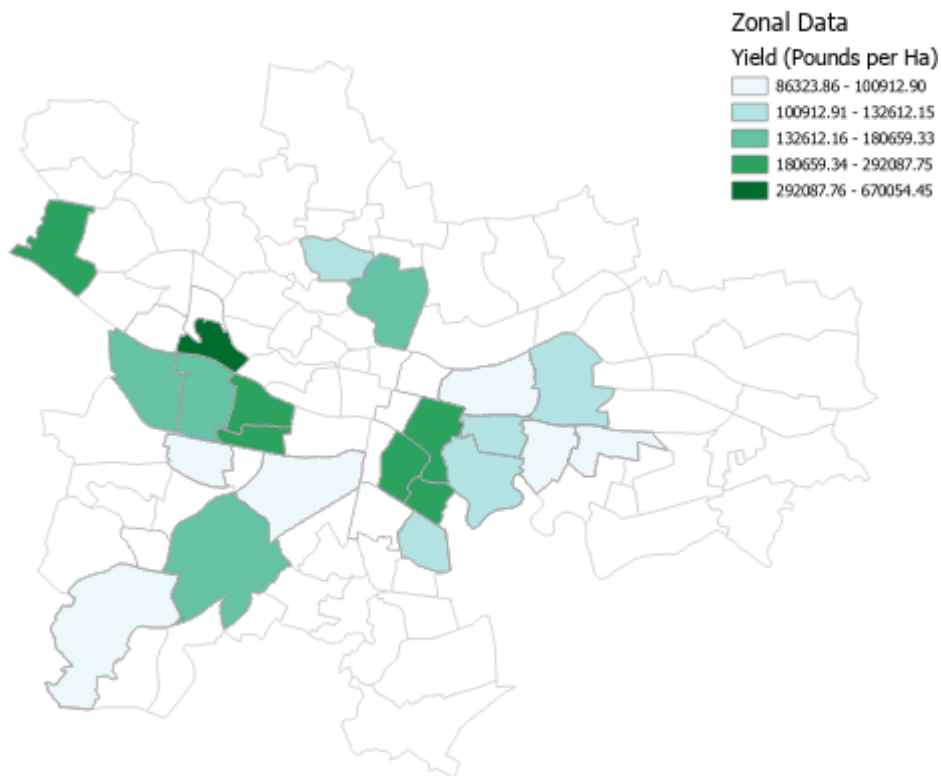 Zonal Data
Yield (Pounds per Ha)
86323.86 - 100912.90
100912.91 - 132612.15
132612.16 - 180659.33
180659.34 - 292087.75
292087.76 - 670054.45